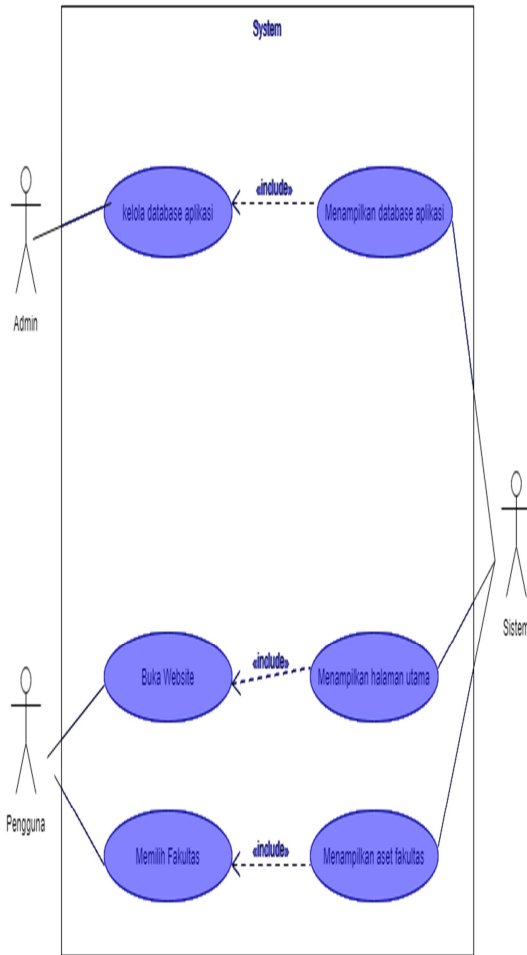 System
«include»
kelola database aplikasi
Menampilkan database aplikasi
Admin
Sistem
«include»
Buka Website
Menampilkan halaman utama
Pengguna
«include»
Memilih Fakultas
Menampilkan aset fakultas